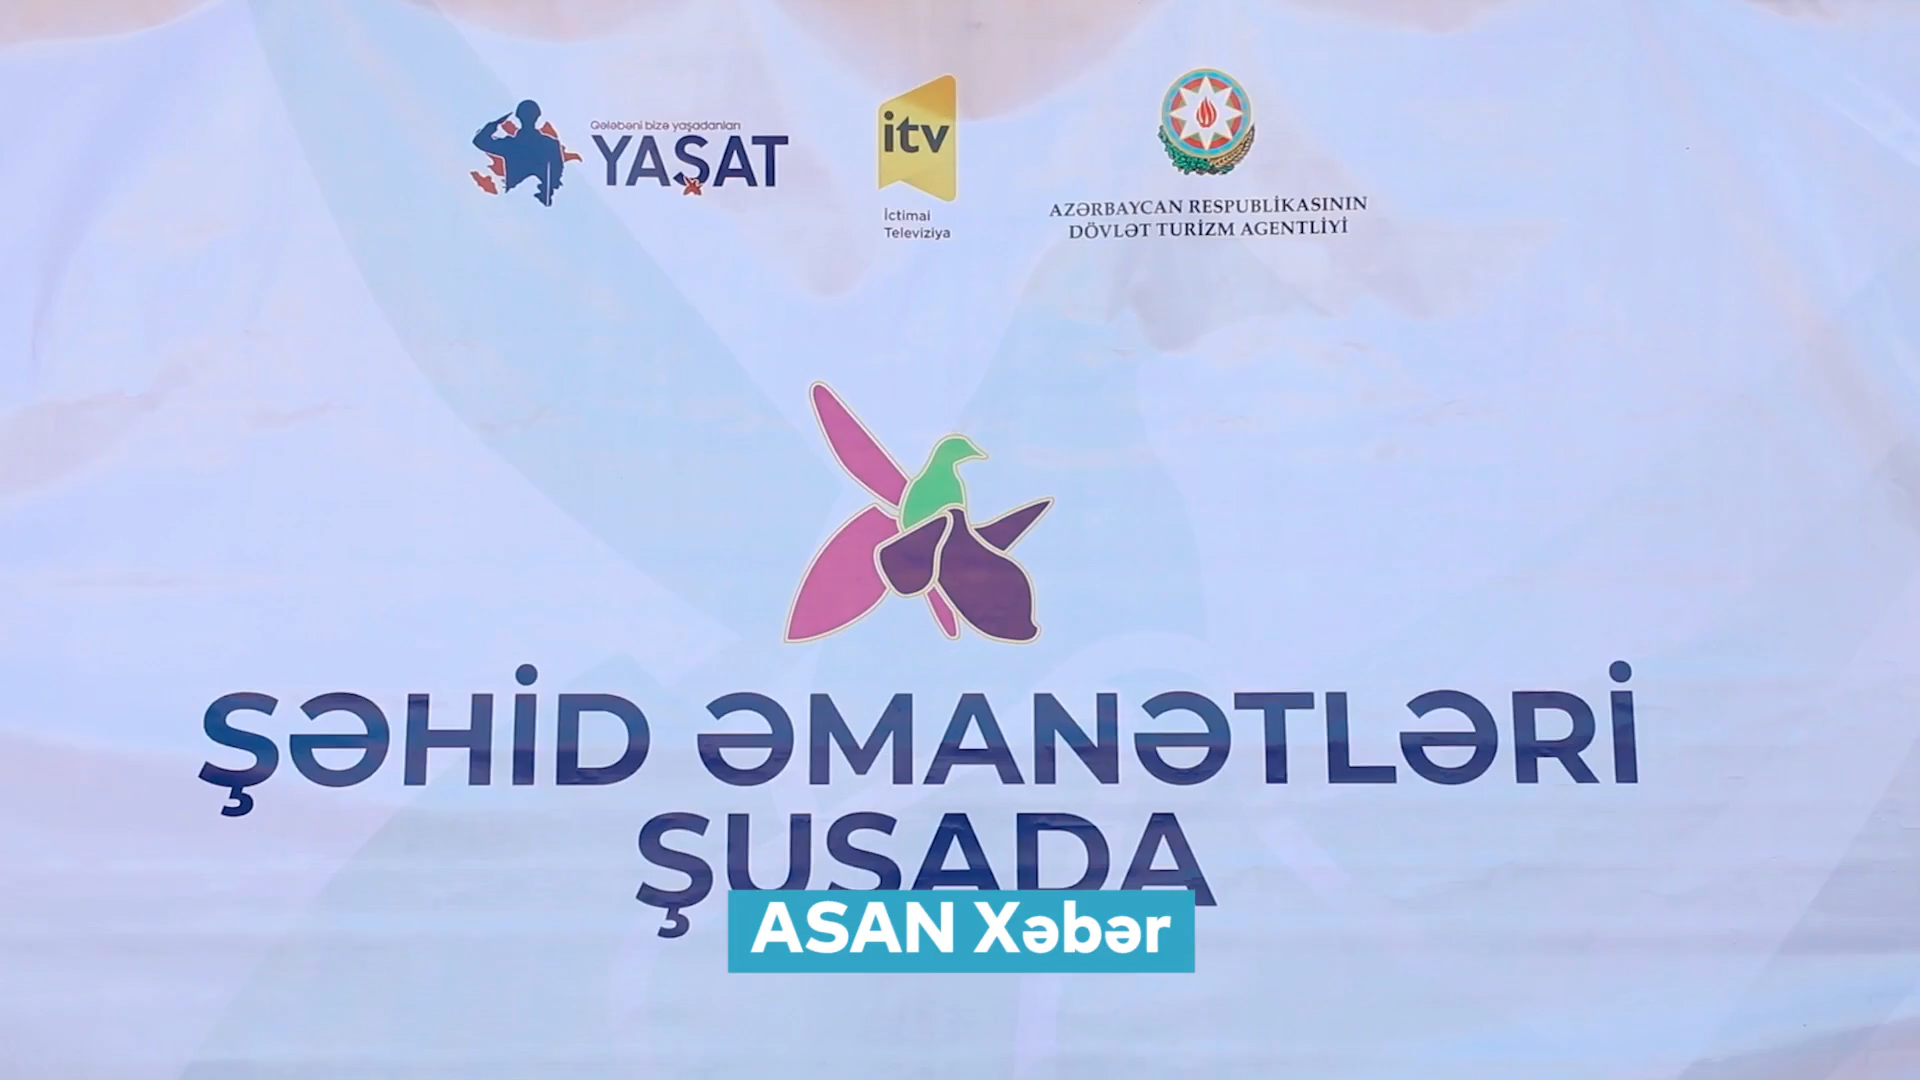 Qələbəni bizə yaşadanları
YAŞAT
itv
İctimai
Televiziya
AZƏRBAYCAN RESPUBLİKASININ
DÖVLƏT TURİZM AGENTLİYİ
ŞƏHİD ƏMANƏTLƏRİ
ŞUSADA
ASAN Xəbər